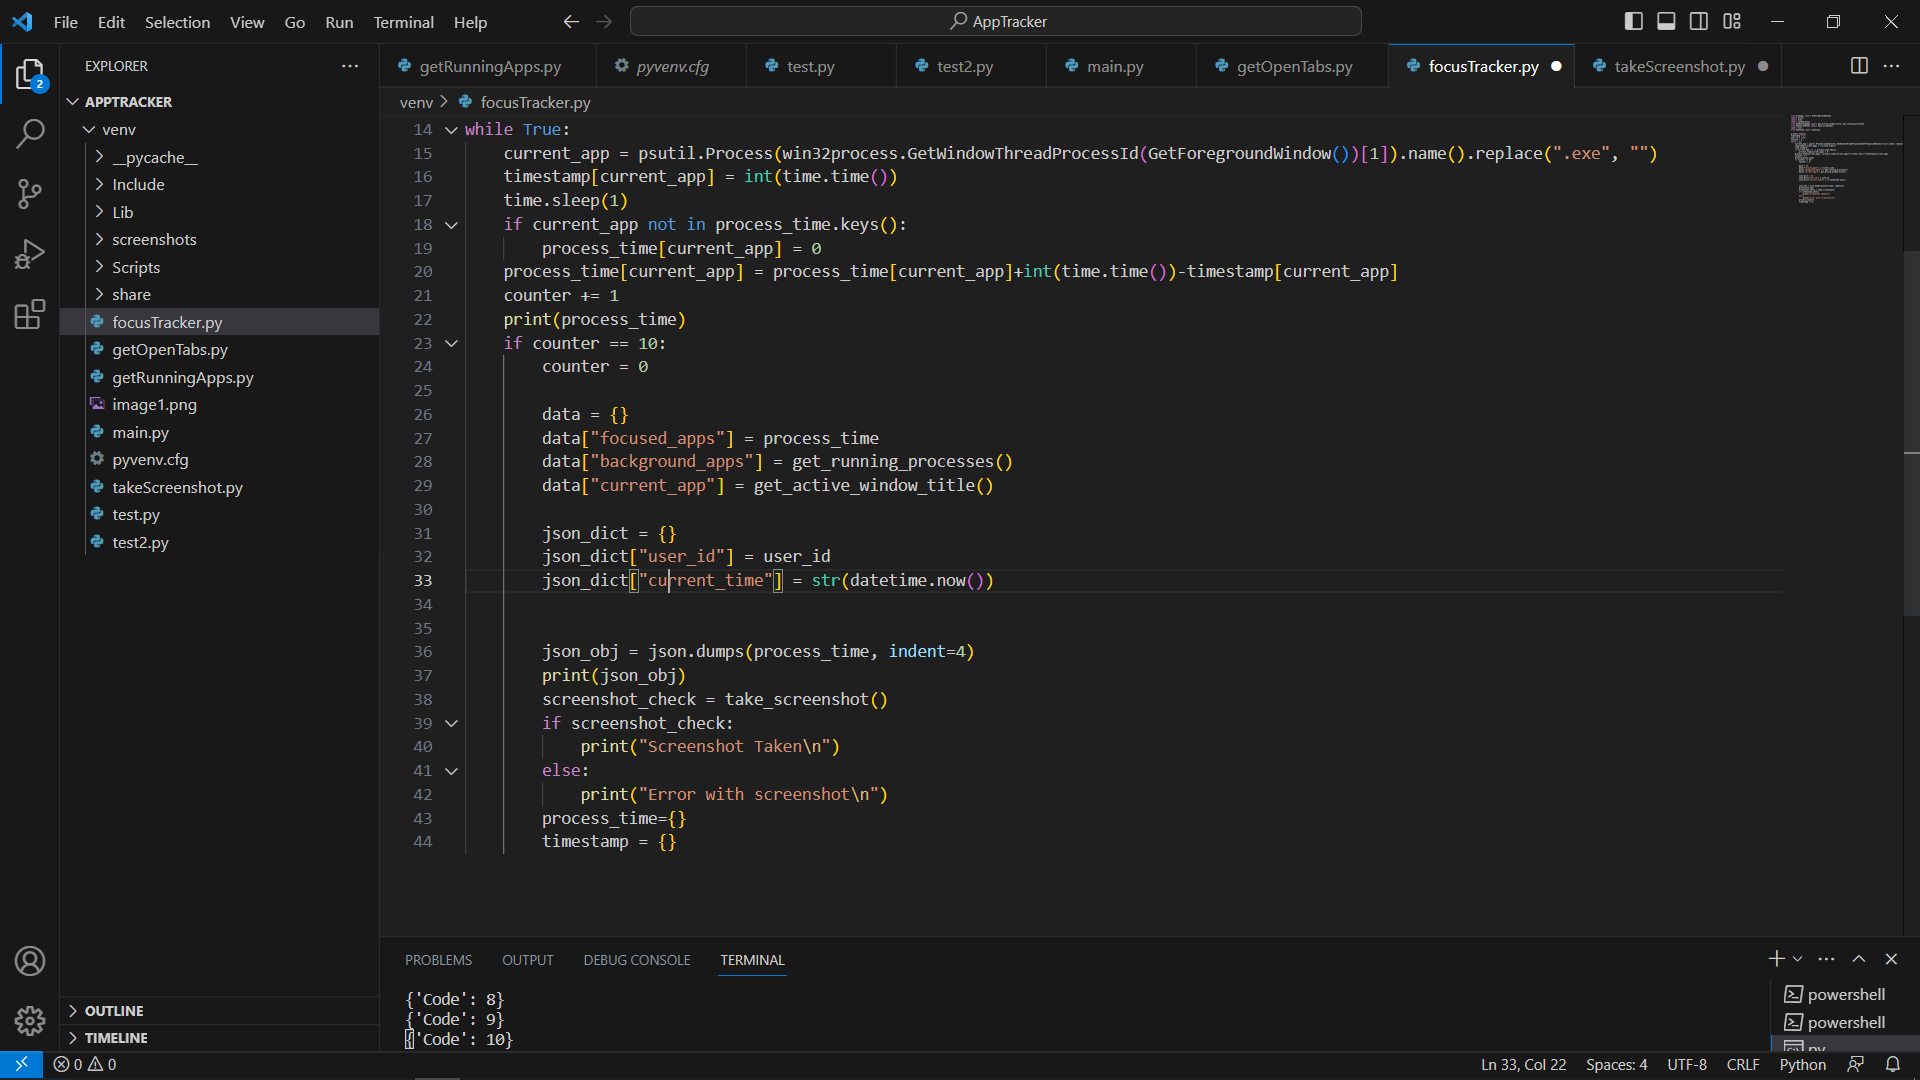 File Edit Selection View Go Run Terminal Help
AppTracker
EXPLORER
getRunningApps.py
pyvenv.cfg
test.py
test2.py
main.py
getOpenTabs.py
focusTracker.py
takeScreenshot.py
APPTRACKER
venv
__pycache__
Include
Lib
screenshots
Scripts
share
focusTracker.py
getOpenTabs.py
getRunningApps.py
image1.png
main.py
pyvenv.cfg
takeScreenshot.py
test.py
test2.py
OUTLINE
TIMELINE
2
venv > focusTracker.py
14 while True:
15     current_app = psutil.Process(win32process.GetWindowThreadProcessId(GetForegroundWindow())[1]).name().replace(".exe", "")
16     timestamp[current_app] = int(time.time())
17     time.sleep(1)
18     if current_app not in process_time.keys():
19         process_time[current_app] = 0
20     process_time[current_app] = process_time[current_app]+int(time.time())-timestamp[current_app]
21     counter += 1
22     print(process_time)
23     if counter == 10:
24         counter = 0
25
26         data = {}
27         data["focused_apps"] = process_time
28         data["background_apps"] = get_running_processes()
29         data["current_app"] = get_active_window_title()
30
31         json_dict = {}
32         json_dict["user_id"] = user_id
33         json_dict["current_time"] = str(datetime.now())
34
35
36         json_obj = json.dumps(process_time, indent=4)
37         print(json_obj)
38         screenshot_check = take_screenshot()
39         if screenshot_check:
40             print("Screenshot Taken\n")
41         else:
42             print("Error with screenshot\n")
43         process_time={}
44         timestamp = {}
PROBLEMS OUTPUT DEBUG CONSOLE TERMINAL
{'Code': 8}
{'Code': 9}
{'Code': 10}
powershell
powershell
py
0 0
Ln 33, Col 22 Spaces: 4 UTF-8 CRLF Python